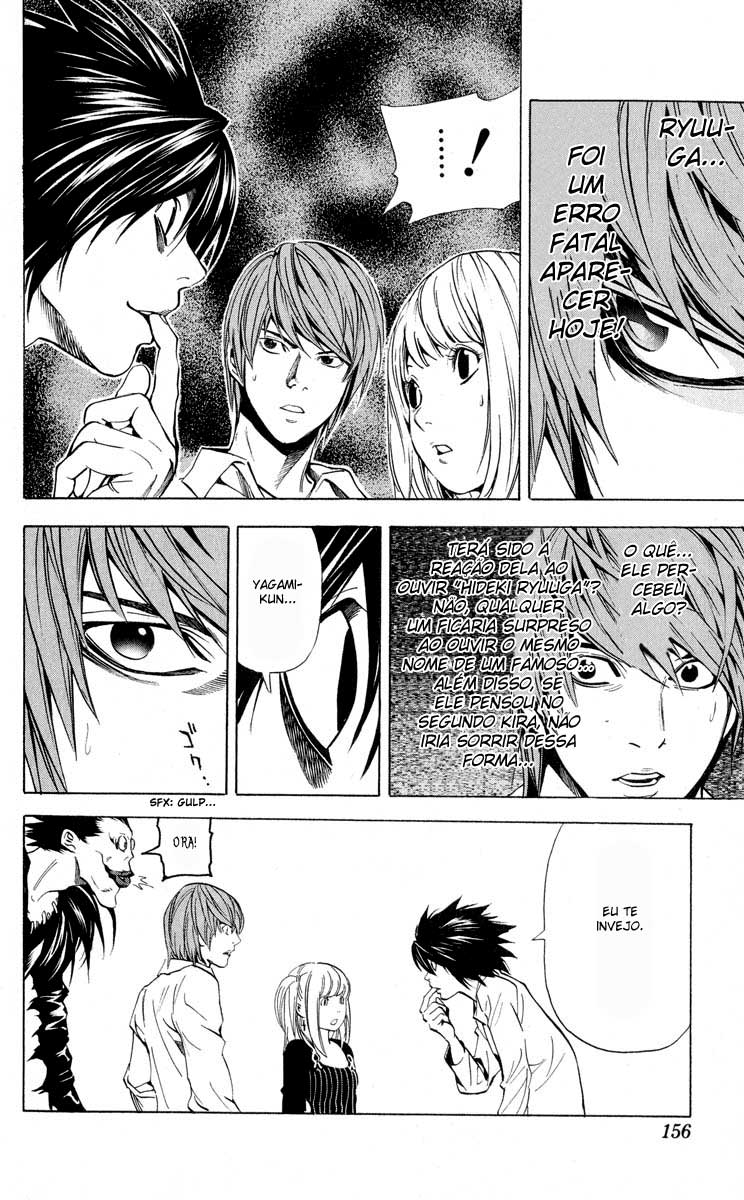 RYUU-
GA...
FOI
UM
ERRO
FATAL
APARE-
CER
HOJE!
......!
O QUÊ...
ELE PER-
CEBEU
ALGO?
TERÁ SIDO A
REAÇÃO DELA AO
OUVIR "HIDEKI RYUUGA"?
NÃO, QUALQUER
UM FICARIA SURPRESO
AO OUVIR O MESMO
NOME DE UM FAMOSO...
ALÉM DISSO, SE
ELE PENSOU NO
SEGUNDO KIRA, NÃO
IRIA SORRIR DESSA
FORMA...
YAGAMI-
KUN...
ゴク…
SFX: GULP...
EU TE
INVEJO.
ORA!
156